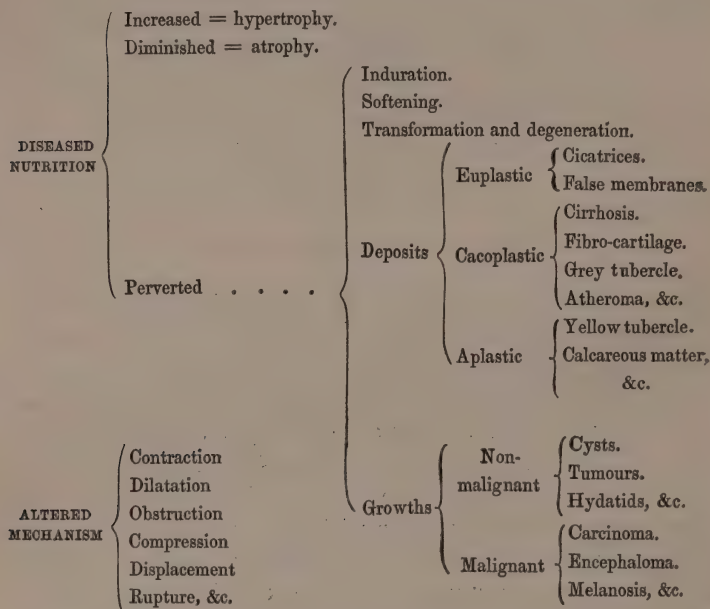 Increased = hypertrophy.
Diminished = atrophy.
DISEASED
NUTRITION
Perverted . . . .
Induration.
Softening.
Transformation and degeneration.
Deposits
Euplastic
Cicatrices.
False membranes.
Cacoplastic
Cirrhosis.
Fibro-cartilage.
Grey tubercle.
Atheroma, &c.
Aplastic
Yellow tubercle.
Calcareous matter,
&c.
Growths
Non-
malignant
Cysts.
Tumours.
Hydatids, &c.
Malignant
Carcinoma.
Encephaloma.
Melanosis, &c.
ALTERED
MECHANISM
Contraction
Dilatation
Obstruction
Compression
Displacement
Rupture, &c.